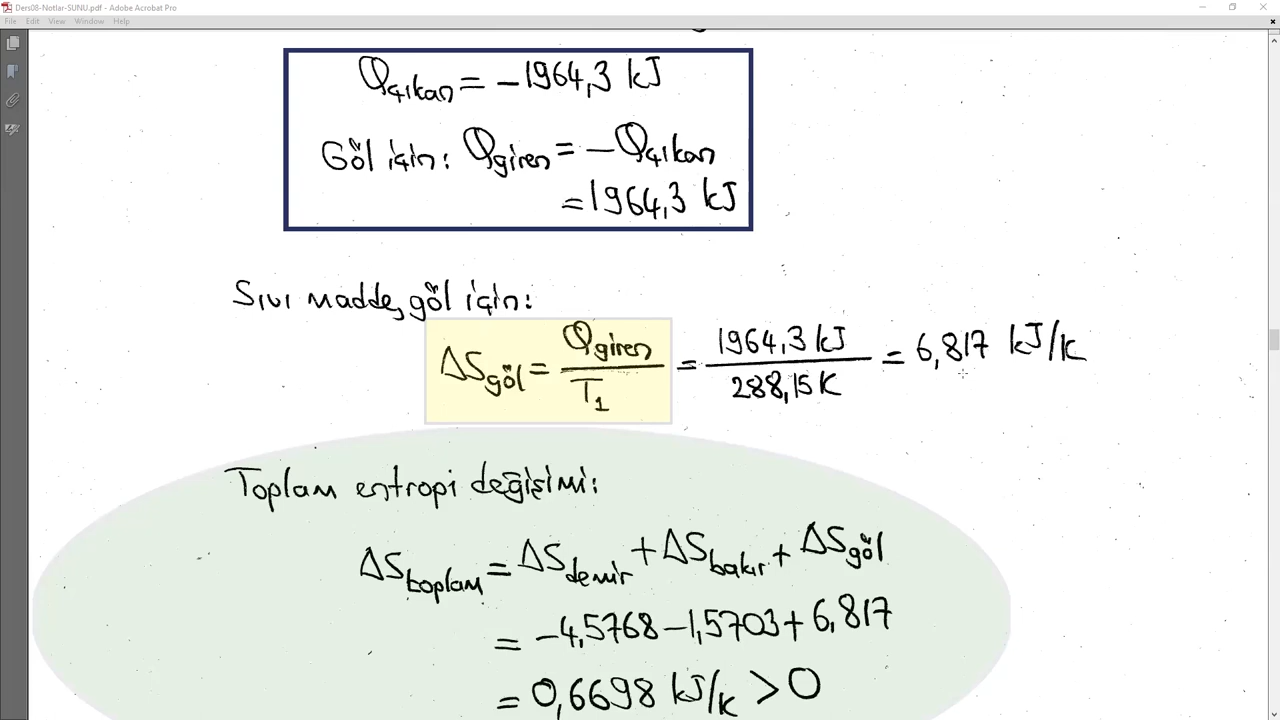 Ders08-Notlar-SUNU.pdf - Adobe Acrobat Pro
File Edit View Window Help
Qçıkan = -1964,3 kJ
Göl için: Qgiren = -Qçıkan
= 1964,3 kJ
Sıvı madde, göl için:
ΔSgöl = Qgiren / T1 = 1964,3 kJ / 288,15 K = 6,817 kJ/K
Toplam entropi değişimi:
ΔStoplam = ΔSdemir + ΔSbakır + ΔSgöl
= -4,5768 - 1,5703 + 6,817
= 0,6698 kJ/K > 0